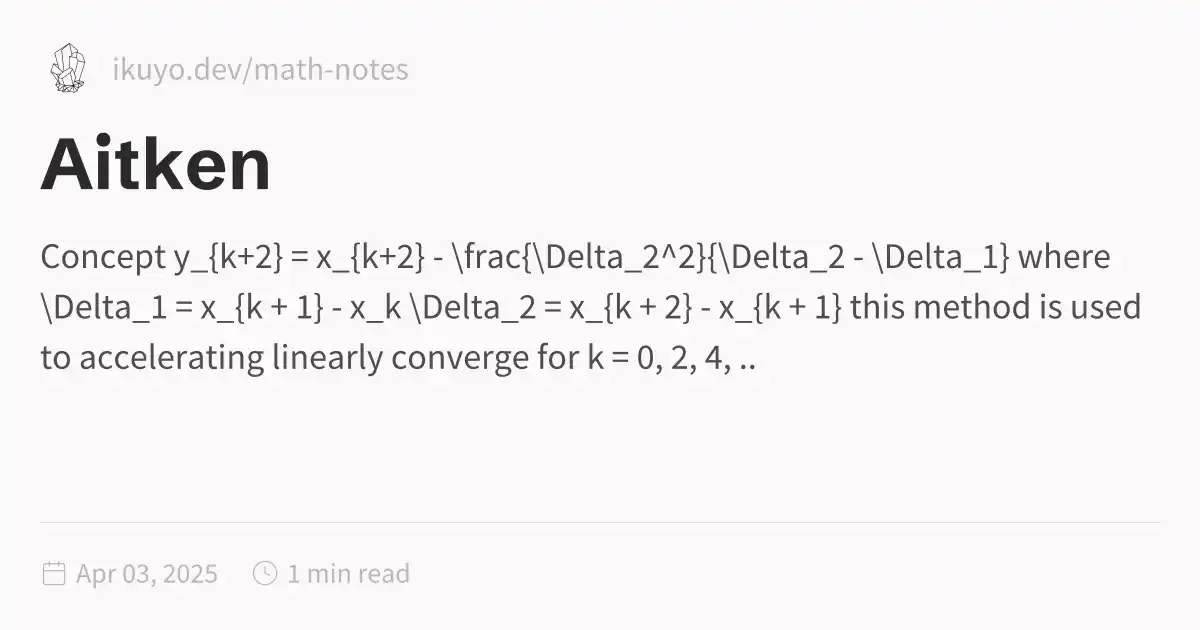 ikuyo.dev/math-notes
Aitken
Concept y_{k+2} = x_{k+2} - \frac{\Delta_2^2}{\Delta_2 - \Delta_1} where
\Delta_1 = x_{k + 1} - x_k \Delta_2 = x_{k + 2} - x_{k + 1} this method is used
to accelerating linearly converge for k = 0, 2, 4, ..
Apr 03, 2025 1 min read